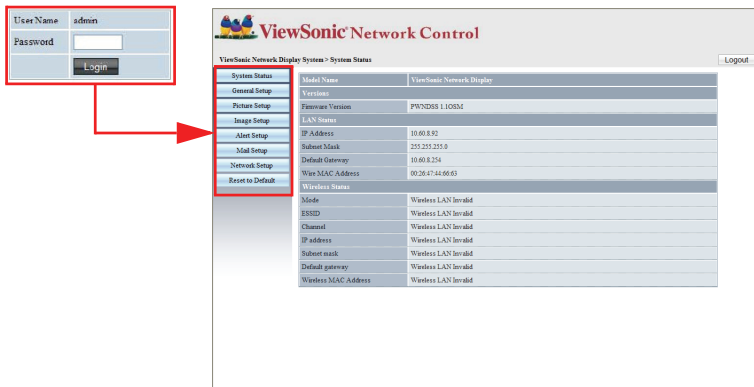 User Name admin
Password
Login
ViewSonic Network Control
ViewSonic Network Display System > System Status
Logout
System Status
General Setup
Picture Setup
Image Setup
Alert Setup
Mail Setup
Network Setup
Reset to Default
Model Name ViewSonic Network Display
Versions
Firmware Version PWNDSS 1.1OSM
LAN Status
IP Address 10.60.8.92
Subnet Mask 255.255.255.0
Default Gateway 10.60.8.254
Wire MAC Address 00:26:47:44:66:63
Wireless Status
Mode Wireless LAN Invalid
ESSID Wireless LAN Invalid
Channel Wireless LAN Invalid
IP address Wireless LAN Invalid
Subnet mask Wireless LAN Invalid
Default gateway Wireless LAN Invalid
Wireless MAC Address Wireless LAN Invalid